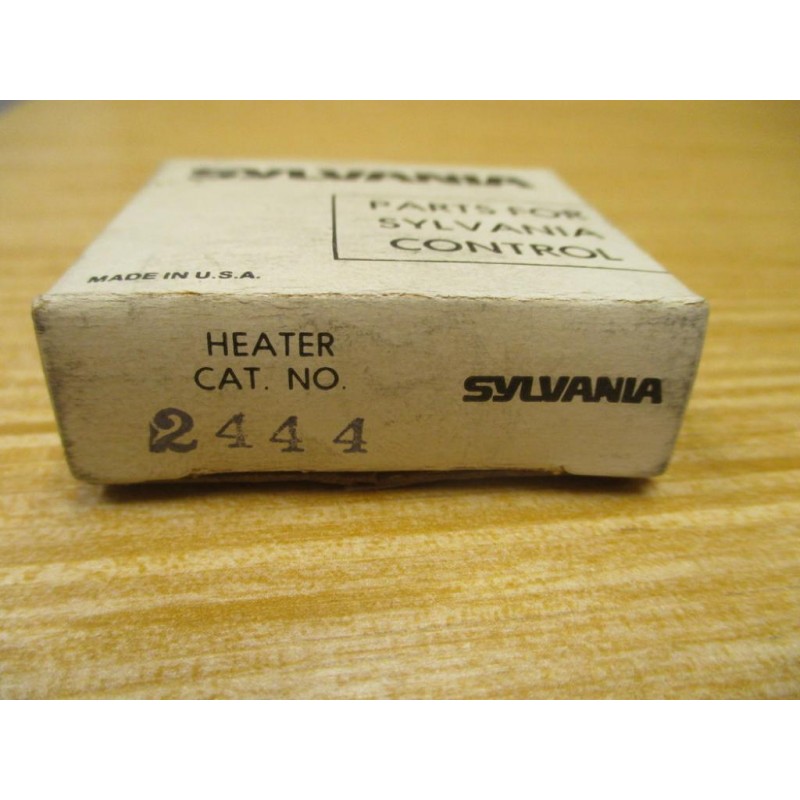 SYLVANIA
PARTS FOR
SYLVANIA
CONTROL
MADE IN U.S.A.
HEATER
CAT. NO.
2444
SYLVANIA